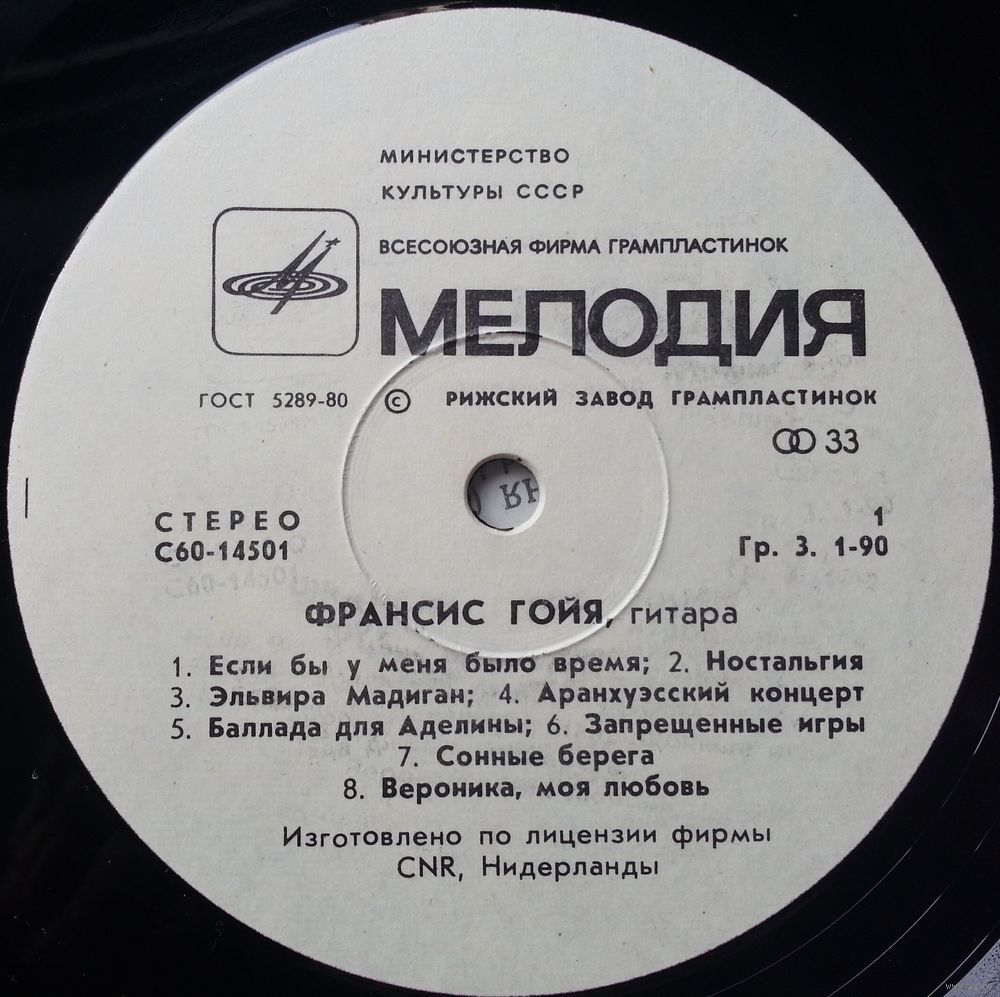 МИНИСТЕРСТВО
КУЛЬТУРЫ СССР
ВСЕСОЮЗНАЯ ФИРМА ГРАМПЛАСТИНОК
МЕЛОДИЯ
ГОСТ 5289-80 © РИЖСКИЙ ЗАВОД ГРАМПЛАСТИНОК
33
СТЕРЕО 1
С60-14501 Гр. 3. 1-90
ФРАНСИС ГОЙЯ, гитара
1. Если бы у меня было время; 2. Ностальгия
3. Эльвира Мадиган; 4. Аранхуэсский концерт
5. Баллада для Аделины; 6. Запрещенные игры
7. Сонные берега
8. Вероника, моя любовь
Изготовлено по лицензии фирмы
CNR, Нидерланды